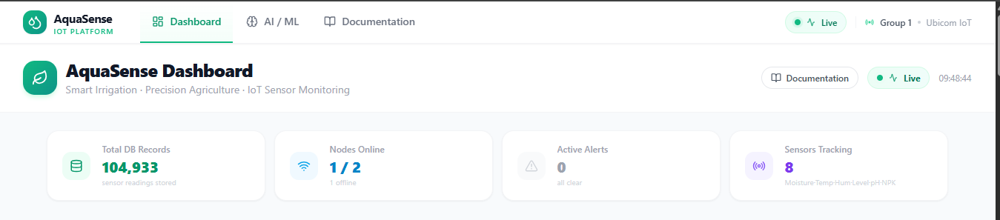 AquaSense
IOT PLATFORM
Dashboard
AI / ML
Documentation
Live
Group 1 • Ubicom IoT
AquaSense Dashboard
Smart Irrigation · Precision Agriculture · IoT Sensor Monitoring
Documentation
Live
09:48:44
Total DB Records
104,933
sensor readings stored
Nodes Online
1 / 2
1 offline
Active Alerts
0
all clear
Sensors Tracking
8
Moisture·Temp·Hum·Level·pH·NPK